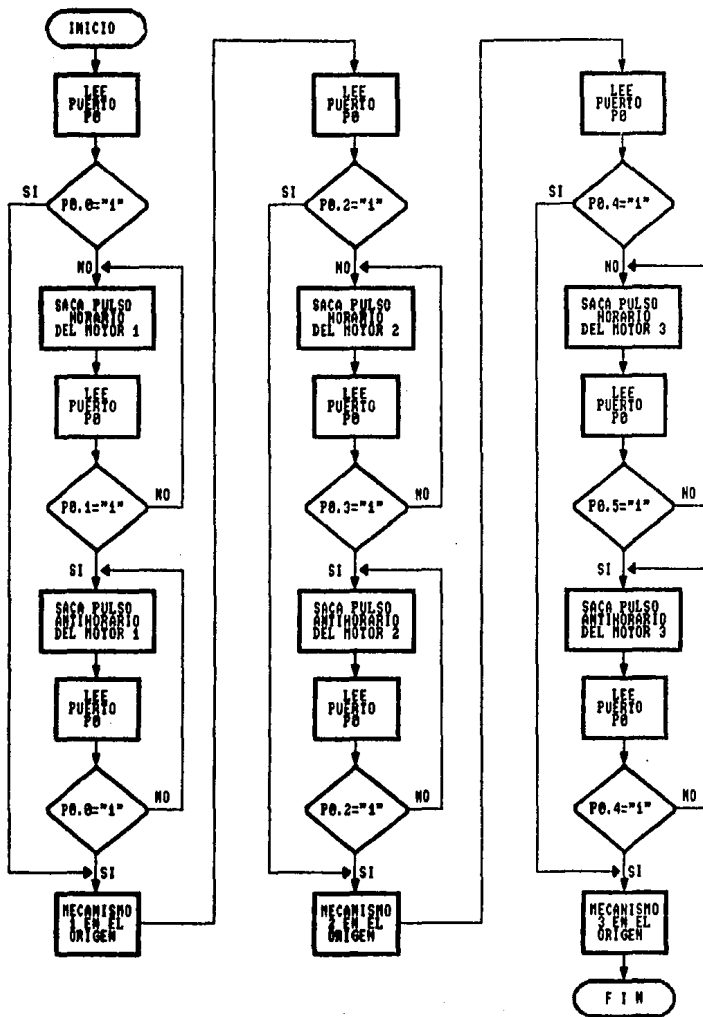 INICIO
LEE
PUERTO
P0
SI
P0.0="1"
NO
SACA PULSO
HORARIO
DEL MOTOR 1
LEE
PUERTO
P0
P0.1="1"
NO
SI
SACA PULSO
ANTIHORARIO
DEL MOTOR 1
LEE
PUERTO
P0
P0.0="1"
NO
SI
MECANISMO
1 EN EL
ORIGEN
LEE
PUERTO
P0
SI
P0.2="1"
NO
SACA PULSO
HORARIO
DEL MOTOR 2
LEE
PUERTO
P0
P0.3="1"
NO
SI
SACA PULSO
ANTIHORARIO
DEL MOTOR 2
LEE
PUERTO
P0
P0.2="1"
NO
SI
MECANISMO
2 EN EL
ORIGEN
LEE
PUERTO
P0
SI
P0.4="1"
NO
SACA PULSO
HORARIO
DEL MOTOR 3
LEE
PUERTO
P0
P0.5="1"
NO
SI
SACA PULSO
ANTIHORARIO
DEL MOTOR 3
LEE
PUERTO
P0
P0.4="1"
NO
SI
MECANISMO
3 EN EL
ORIGEN
FIN